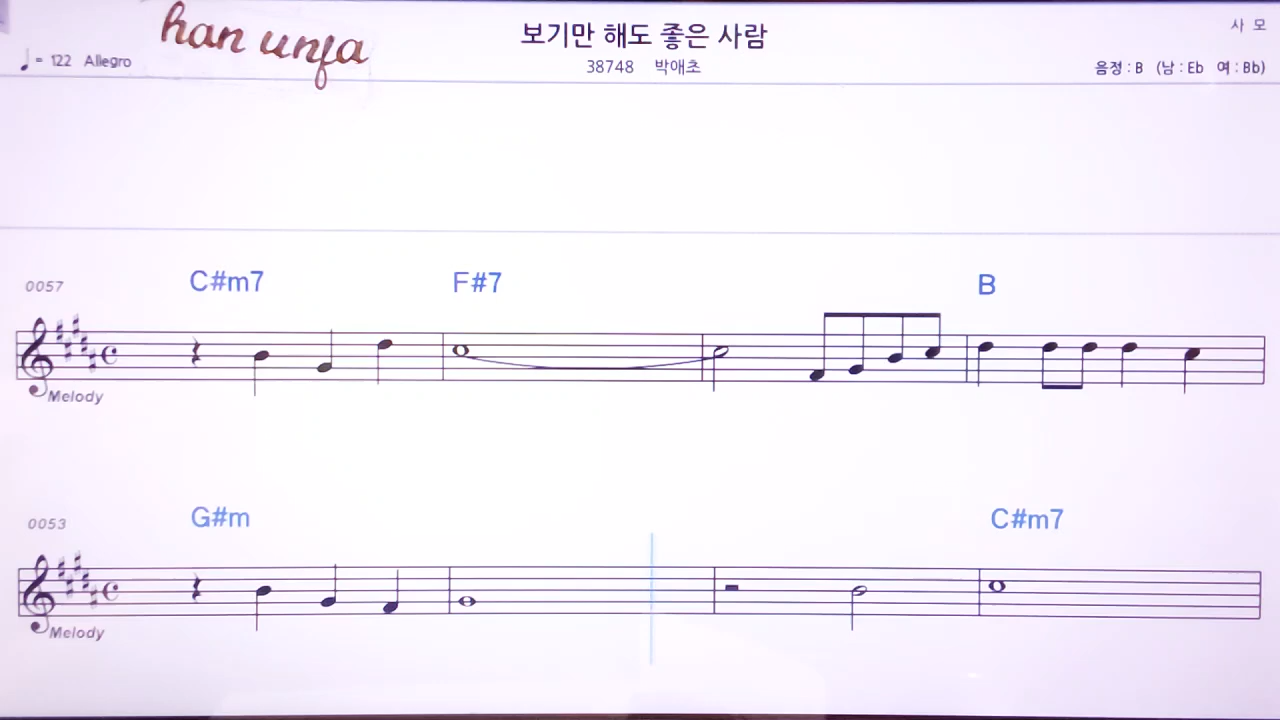 han unfa
보기만 해도 좋은 사람
사 모
♩ = 122 Allegro
38748 박애초
음정 : B (남 : Eb 여 : Bb)
0057
C#m7 F#7 B
Melody
0053
G#m C#m7
Melody